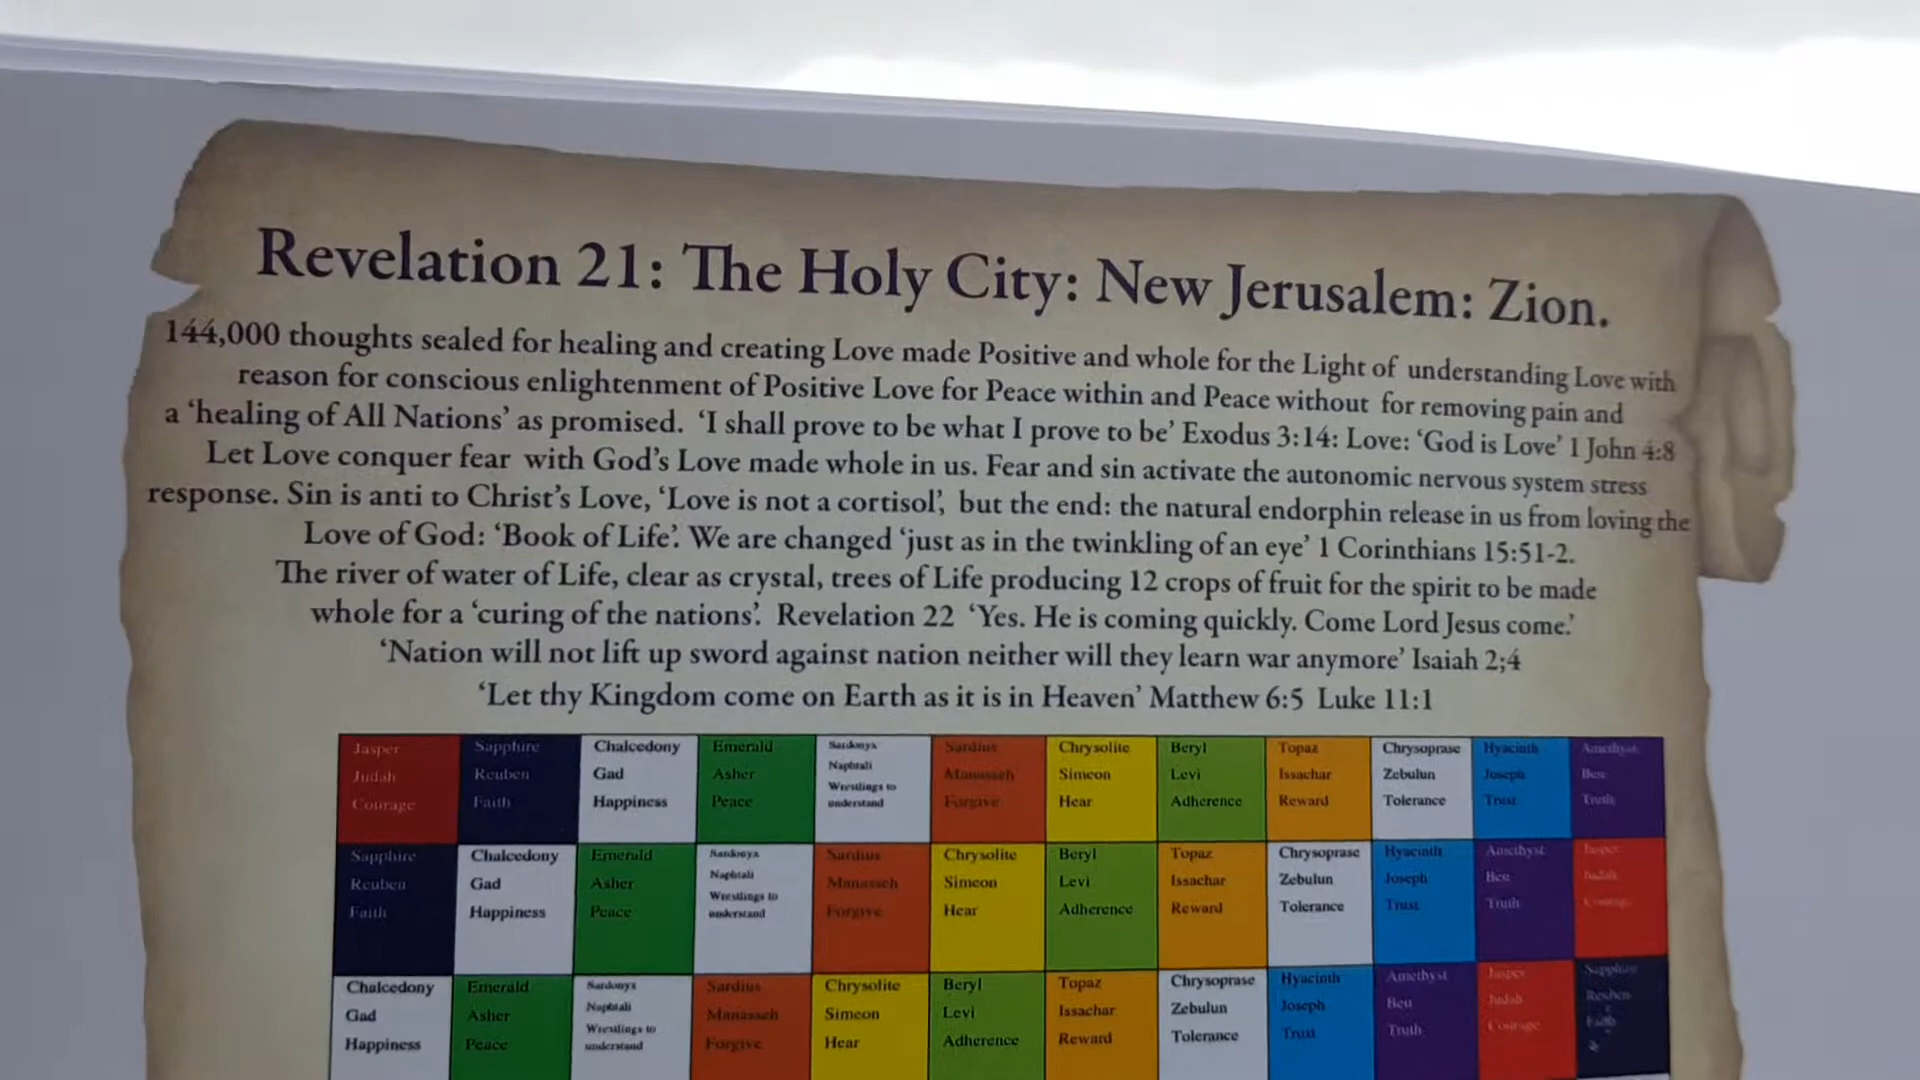 Revelation 21: The Holy City: New Jerusalem: Zion.
144,000 thoughts sealed for healing and creating Love made Positive and whole for the Light of understanding Love with
reason for conscious enlightenment of Positive Love for Peace within and Peace without for removing pain and
a ‘healing of All Nations’ as promised. ‘I shall prove to be what I prove to be’ Exodus 3:14: Love: ‘God is Love’ 1 John 4:8
Let Love conquer fear with God’s Love made whole in us. Fear and sin activate the autonomic nervous system stress
response. Sin is anti to Christ’s Love, ‘Love is not a cortisol’, but the end: the natural endorphin release in us from loving the
Love of God: ‘Book of Life’. We are changed ‘just as in the twinkling of an eye’ 1 Corinthians 15:51-2.
The river of water of Life, clear as crystal, trees of Life producing 12 crops of fruit for the spirit to be made
whole for a ‘curing of the nations’. Revelation 22 ‘Yes. He is coming quickly. Come Lord Jesus come.’
‘Nation will not lift up sword against nation neither will they learn war anymore’ Isaiah 2;4
‘Let thy Kingdom come on Earth as it is in Heaven’ Matthew 6:5 Luke 11:1
Jasper Sapphire Chalcedony Emerald Sardonyx Sardius Chrysolite Beryl Topaz Chrysoprase Hyacinth Amethyst
Judah Reuben Gad Asher Naphtali Manasseh Simeon Levi Issachar Zebulun Joseph Ben
Courage Faith Happiness Peace Wrestlings to understand Forgive Hear Adherence Reward Tolerance Trust Truth
Sapphire Chalcedony Emerald Sardonyx Sardius Chrysolite Beryl Topaz Chrysoprase Hyacinth Amethyst Jasper
Reuben Gad Asher Naphtali Manasseh Simeon Levi Issachar Zebulun Joseph Ben Judah
Faith Happiness Peace Wrestlings to understand Forgive Hear Adherence Reward Tolerance Trust Truth Courage
Chalcedony Emerald Sardonyx Sardius Chrysolite Beryl Topaz Chrysoprase Hyacinth Amethyst Jasper Sapphire
Gad Asher Naphtali Manasseh Simeon Levi Issachar Zebulun Joseph Ben Judah Reuben
Happiness Peace Wrestlings to understand Forgive Hear Adherence Reward Tolerance Trust Truth Courage Faith